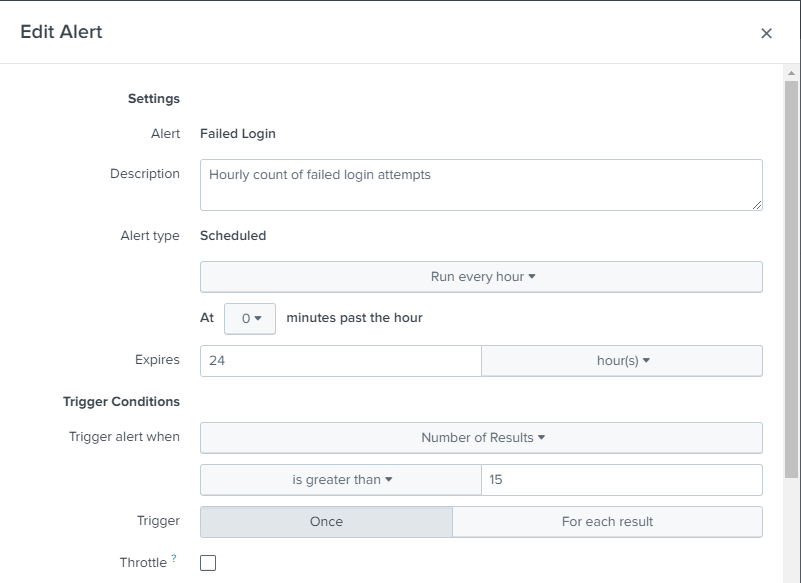 Edit Alert
×
Settings
Alert Failed Login
Description Hourly count of failed login attempts
Alert type Scheduled
Run every hour
At 0 minutes past the hour
Expires 24 hour(s)
Trigger Conditions
Trigger alert when Number of Results
is greater than 15
Trigger Once For each result
Throttle ?